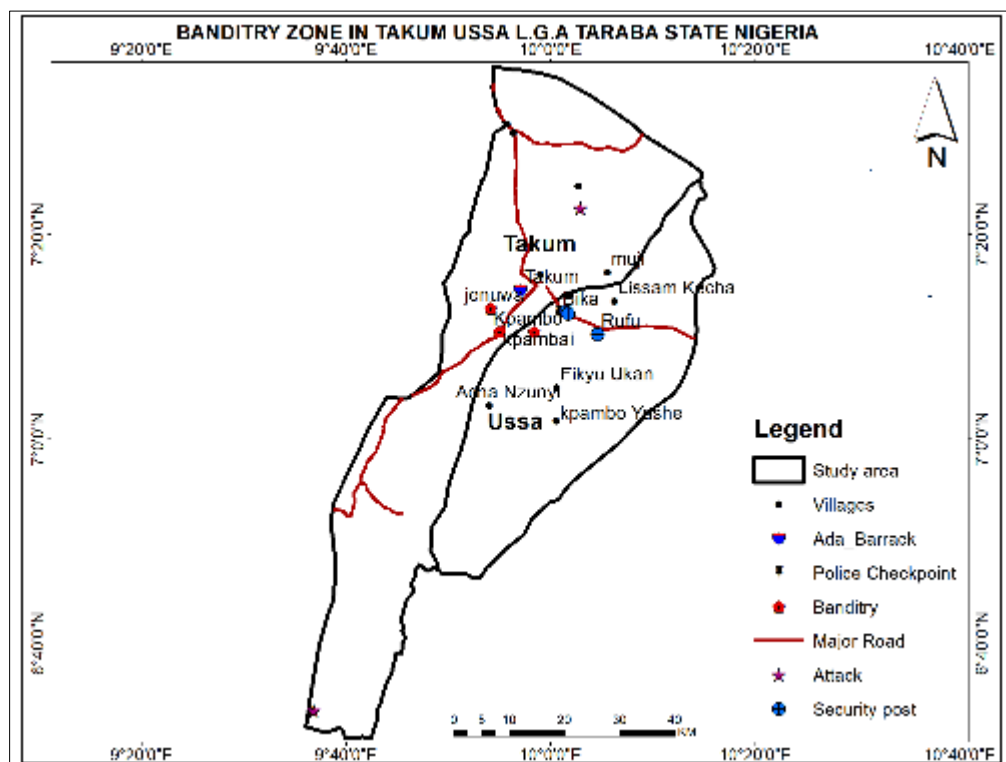 BANDITRY ZONE IN TAKUM USSA L.G.A TARABA STATE NIGERIA
9°20'0"E 9°40'0"E 10°0'0"E 10°20'0"E 10°40'0"E
N
7°20'0"N 7°20'0"N
Takum
muji
Takum
Lissam Kecha
jenuwa
Bika
Kpambo
Rufu
kpambai
Fikyu Ukan
Acha Nzunyi
kpambo Yashe
Ussa
7°0'0"N 7°0'0"N
6°40'0"N 6°40'0"N
Legend
Study area
Villages
Ada_Barrack
Police Checkpoint
Banditry
Major Road
Attack
Security post
0 5 10 20 30 40
KM
9°20'0"E 9°40'0"E 10°0'0"E 10°20'0"E 10°40'0"E